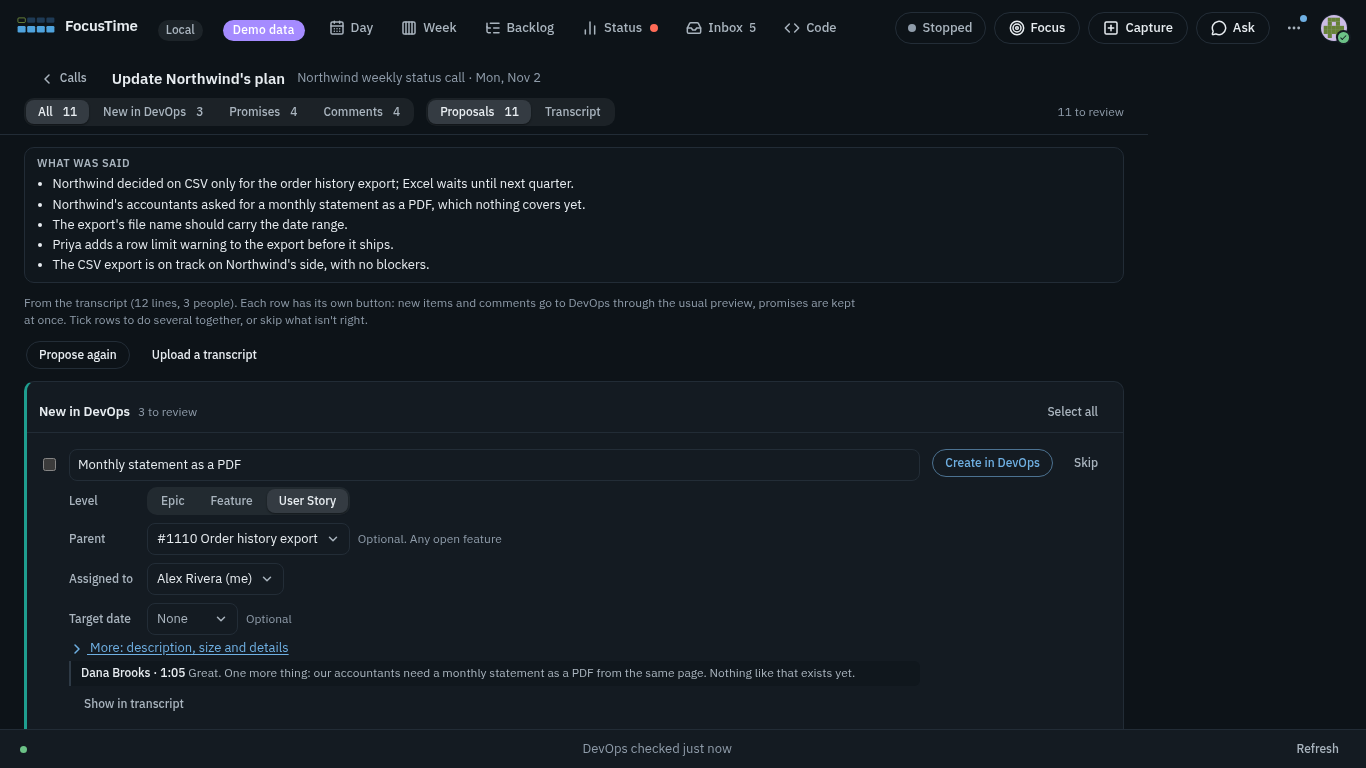 FocusTime
Local
Demo data
Day
Week
Backlog
Status
Inbox 5
Code
Stopped
Focus
Capture
Ask
Calls
Update Northwind's plan
Northwind weekly status call · Mon, Nov 2
All 11
New in DevOps 3
Promises 4
Comments 4
Proposals 11
Transcript
11 to review
WHAT WAS SAID
• Northwind decided on CSV only for the order history export; Excel waits until next quarter.
• Northwind's accountants asked for a monthly statement as a PDF, which nothing covers yet.
• The export's file name should carry the date range.
• Priya adds a row limit warning to the export before it ships.
• The CSV export is on track on Northwind's side, with no blockers.
From the transcript (12 lines, 3 people). Each row has its own button: new items and comments go to DevOps through the usual preview, promises are kept
at once. Tick rows to do several together, or skip what isn't right.
Propose again
Upload a transcript
New in DevOps 3 to review
Select all
Monthly statement as a PDF
Create in DevOps
Skip
Level
Epic
Feature
User Story
Parent
#1110 Order history export
Optional. Any open feature
Assigned to
Alex Rivera (me)
Target date
None
Optional
More: description, size and details
Dana Brooks · 1:05 Great. One more thing: our accountants need a monthly statement as a PDF from the same page. Nothing like that exists yet.
Show in transcript
DevOps checked just now
Refresh